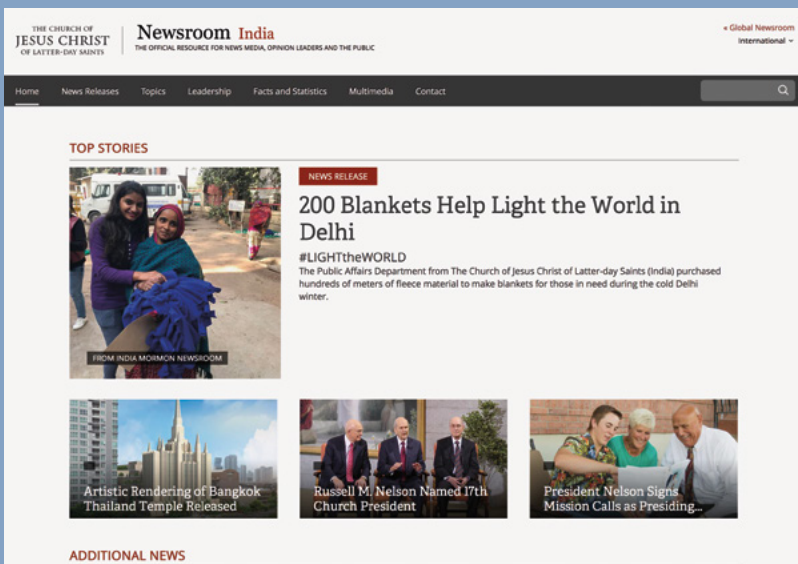 THE CHURCH OF
JESUS CHRIST
OF LATTER-DAY SAINTS
Newsroom India
THE OFFICIAL RESOURCE FOR NEWS MEDIA, OPINION LEADERS AND THE PUBLIC
« Global Newsroom
International
Home News Releases Topics Leadership Facts and Statistics Multimedia Contact
TOP STORIES
NEWS RELEASE
200 Blankets Help Light the World in
Delhi
#LIGHTtheWORLD
The Public Affairs Department from The Church of Jesus Christ of Latter-day Saints (India) purchased
hundreds of meters of fleece material to make blankets for those in need during the cold Delhi
winter.
FROM INDIA MORMON NEWSROOM
Artistic Rendering of Bangkok
Thailand Temple Released
Russell M. Nelson Named 17th
Church President
President Nelson Signs
Mission Calls as Presiding...
ADDITIONAL NEWS